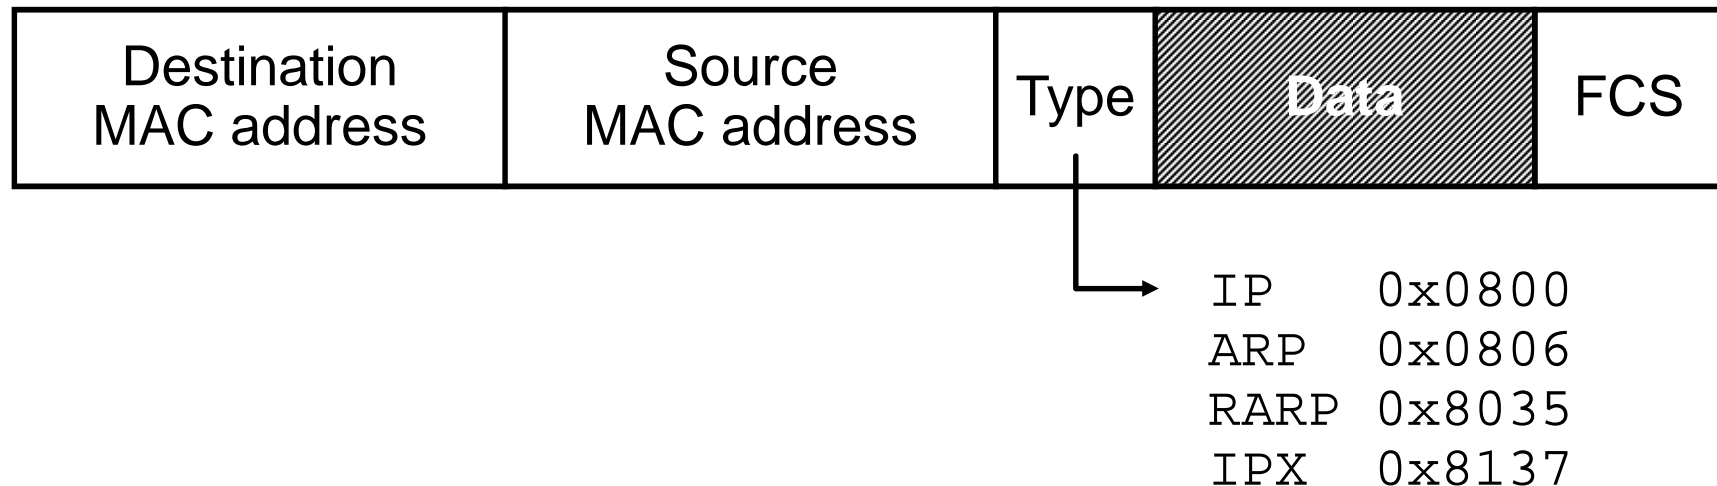 Destination
MAC address
Source
MAC address
Type
Data
FCS
IP 0x0800
ARP 0x0806
RARP 0x8035
IPX 0x8137